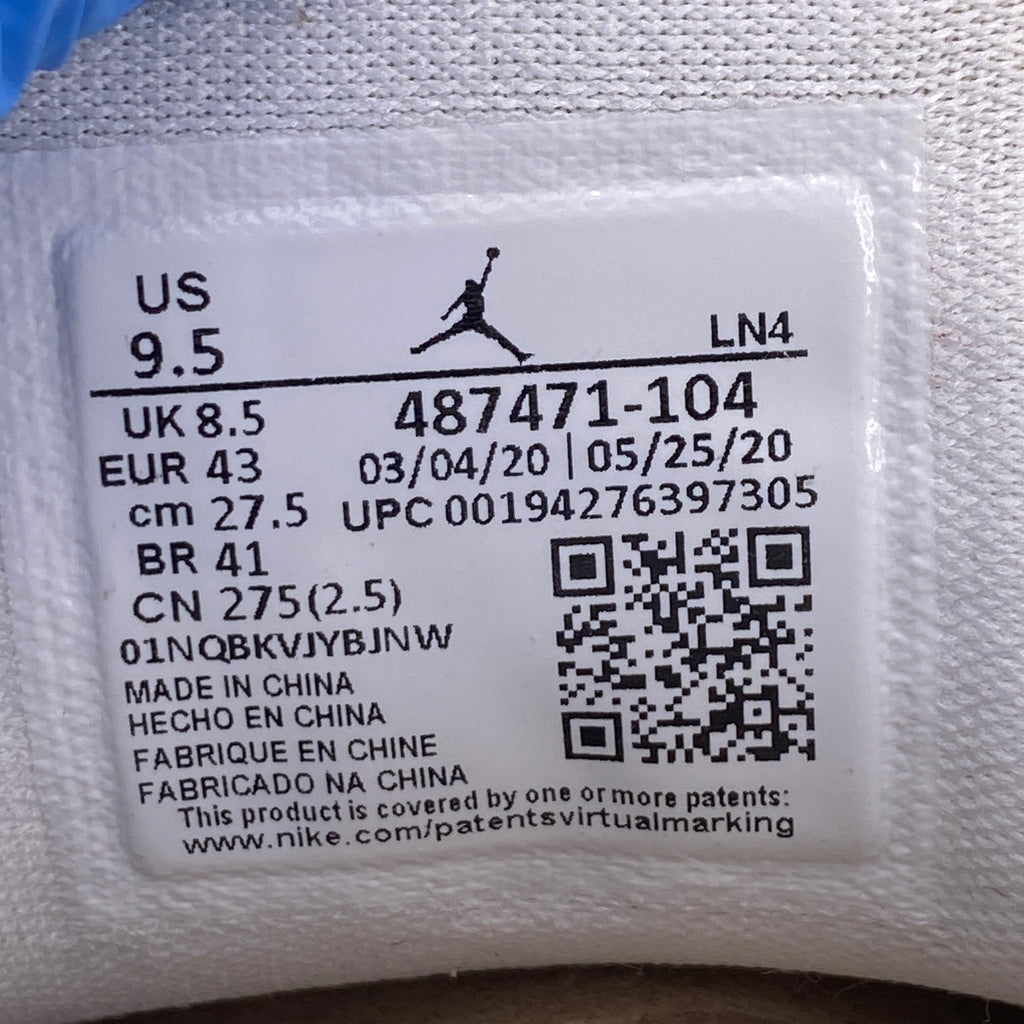 US
9.5
LN4
UK 8.5
487471-104
EUR 43
03/04/20 | 05/25/20
cm 27.5
UPC 00194276397305
BR 41
CN 275(2.5)
01NQBKVJYBJNW
MADE IN CHINA
HECHO EN CHINA
FABRIQUE EN CHINE
FABRICADO NA CHINA
This product is covered by one or more patents:
www.nike.com/patentsvirtualmarking